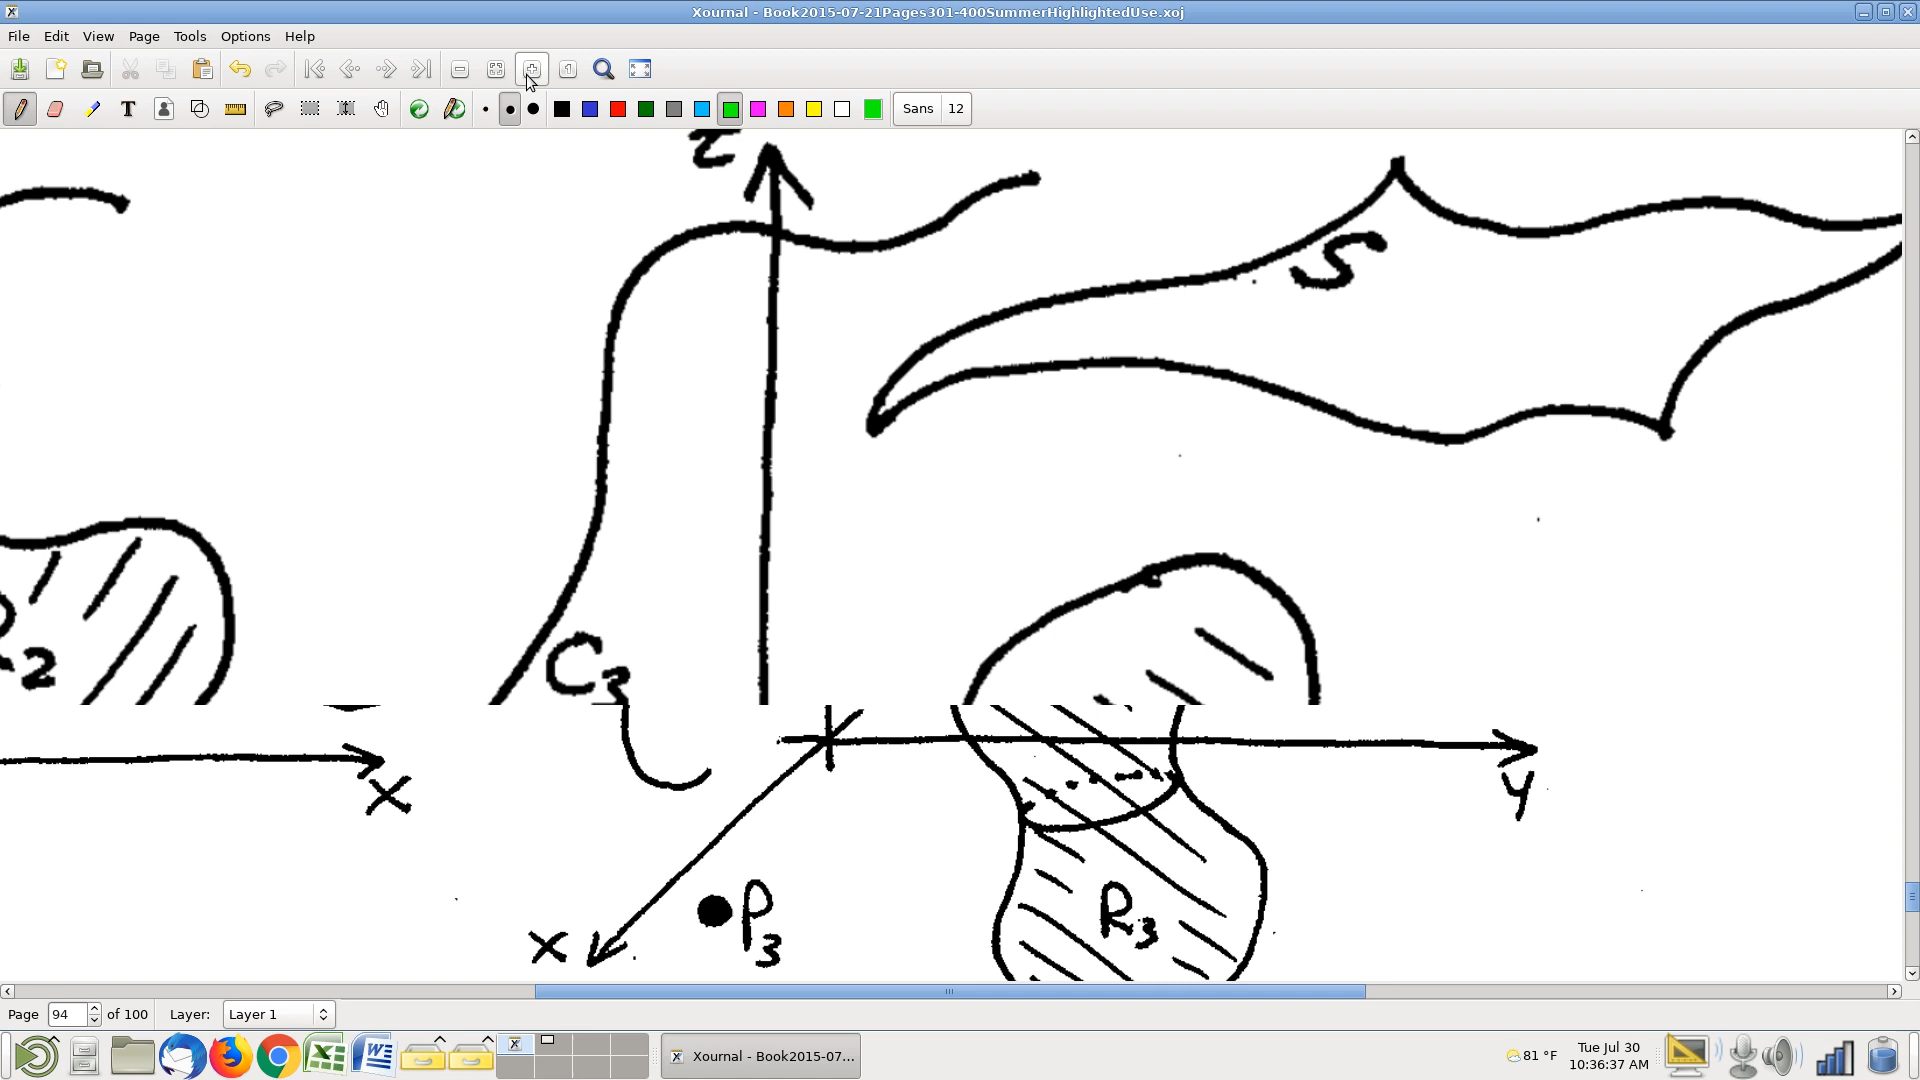 Xournal - Book2015-07-21Pages301-400SummerHighlightedUse.xoj
File Edit View Page Tools Options Help
Sans 12
z
S
C3
R2
x
y
P3
x
R3
Page 94 of 100 Layer: Layer 1
Xournal - Book2015-07...
81 °F
Tue Jul 30
10:36:37 AM